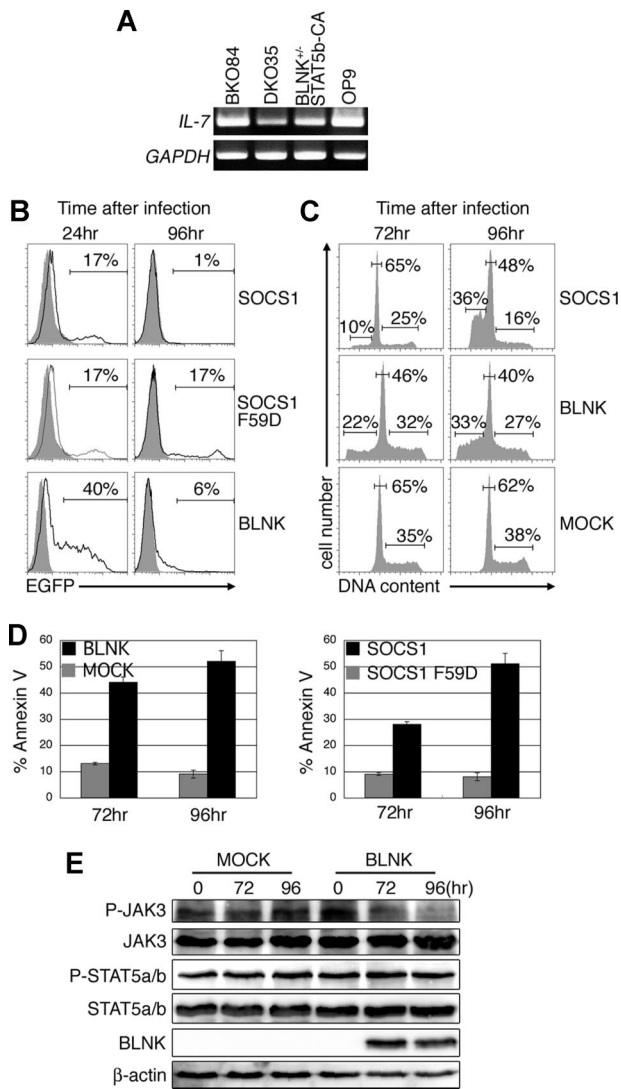 A
BKO84
DKO35
BLNK+/-
STAT5b-CA
OP9
IL-7
GAPDH
B
Time after infection
24hr
96hr
17%
1%
SOCS1
17%
17%
SOCS1
F59D
40%
6%
BLNK
EGFP
C
Time after infection
72hr
96hr
65%
10%
25%
48%
36%
16%
SOCS1
46%
22%
32%
40%
33%
27%
BLNK
65%
35%
62%
38%
MOCK
cell number
DNA content
D
% Annexin V
60
50
40
30
20
10
0
BLNK
MOCK
72hr
96hr
% Annexin V
60
50
40
30
20
10
0
SOCS1
SOCS1 F59D
72hr
96hr
E
MOCK
BLNK
0 72 96 0 72 96(hr)
P-JAK3
JAK3
P-STAT5a/b
STAT5a/b
BLNK
β-actin